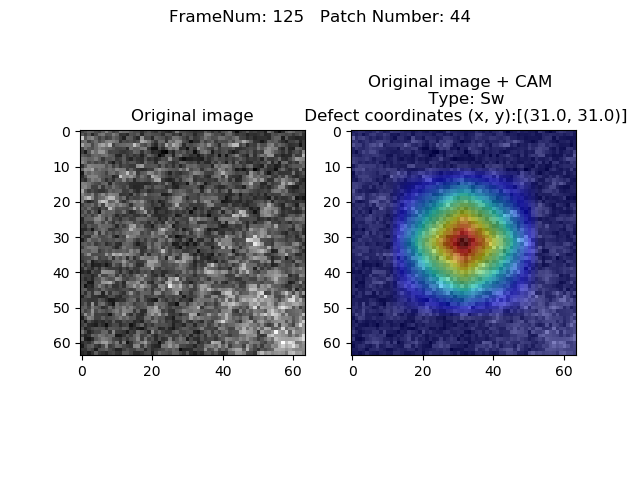 FrameNum: 125   Patch Number: 44
Original image
Original image + CAM
Type: Sw
Defect coordinates (x, y):[(31.0, 31.0)]
0
10
20
30
40
50
60
0 20 40 60
0
10
20
30
40
50
60
0 20 40 60